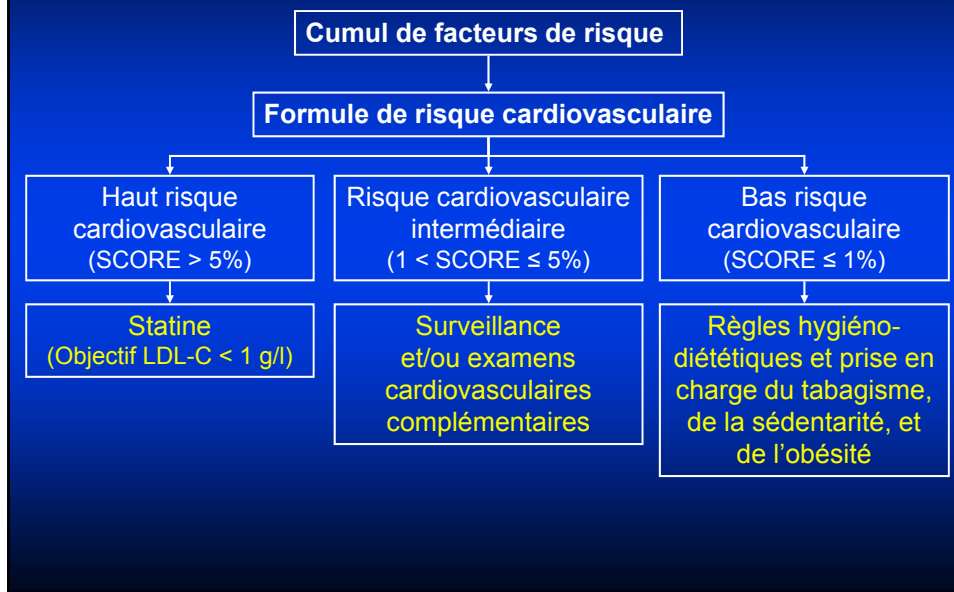 Cumul de facteurs de risque
Formule de risque cardiovasculaire
Haut risque
cardiovasculaire
(SCORE > 5%)
Risque cardiovasculaire
intermédiaire
(1 < SCORE ≤ 5%)
Bas risque
cardiovasculaire
(SCORE ≤ 1%)
Statine
(Objectif LDL-C < 1 g/l)
Surveillance
et/ou examens
cardiovasculaires
complémentaires
Règles hygiéno-
diététiques et prise en
charge du tabagisme,
de la sédentarité, et
de l’obésité